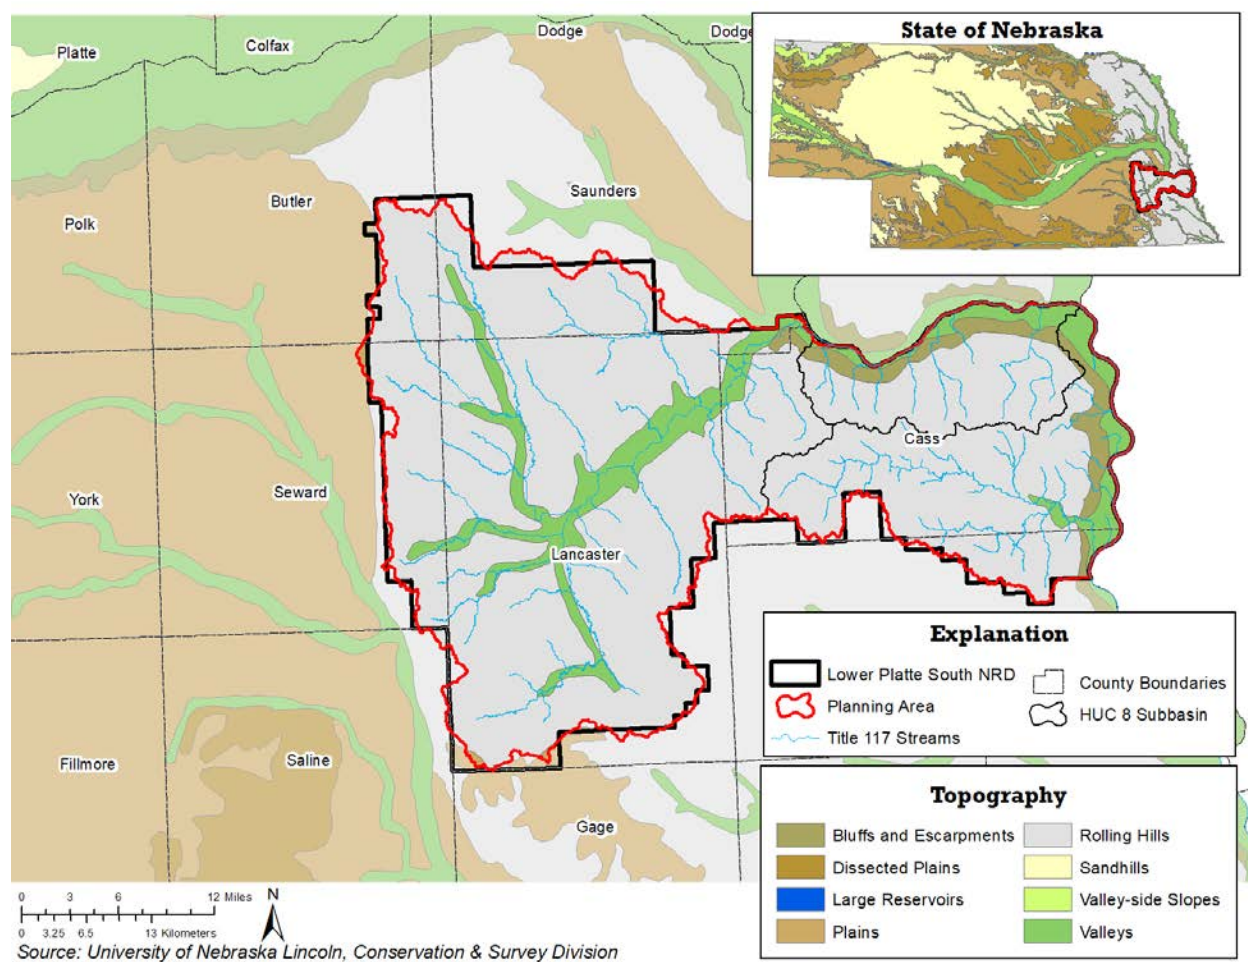 Platte
Colfax
Dodge
Dodge
State of Nebraska
Saunders
Butler
Polk
Cass
York
Seward
Lancaster
Explanation
Lower Platte South NRD
County Boundaries
Planning Area
HUC 8 Subbasin
Title 117 Streams
Fillmore
Saline
Gage
Topography
Bluffs and Escarpments
Rolling Hills
Dissected Plains
Sandhills
Large Reservoirs
Valley-side Slopes
Plains
Valleys
0 3 6 12 Miles
N
0 3.25 6.5 13 Kilometers
Source: University of Nebraska Lincoln, Conservation & Survey Division